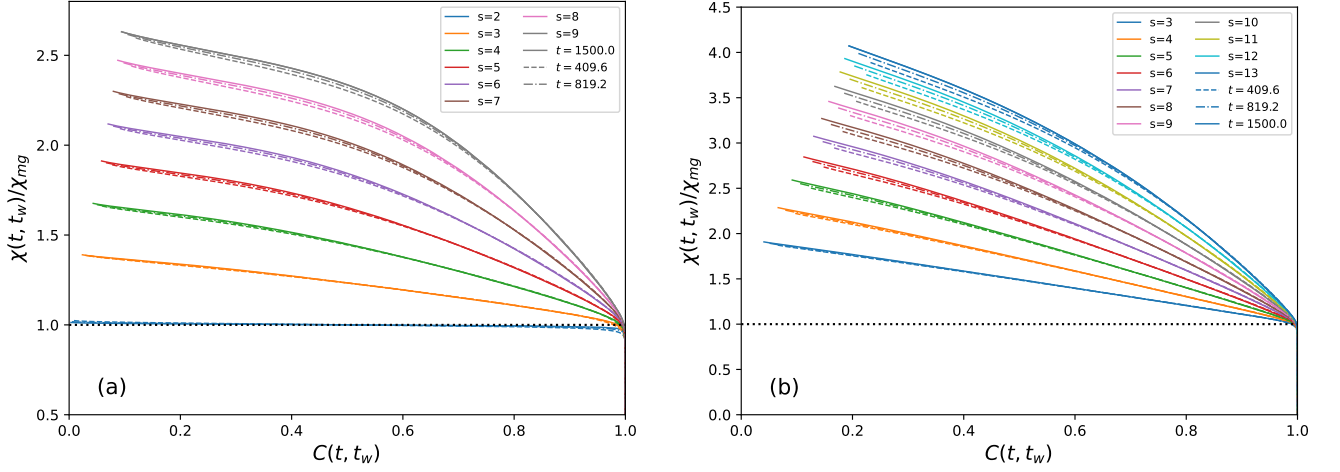 χ(t, t_w)/χ_mg
2.5
2.0
1.5
1.0
0.5
s=2
s=3
s=4
s=5
s=6
s=7
s=8
s=9
t = 1500.0
t = 409.6
t = 819.2
(a)
0.0 0.2 0.4 0.6 0.8 1.0
C(t, t_w)
χ(t, t_w)/χ_mg
4.5
4.0
3.5
3.0
2.5
2.0
1.5
1.0
0.5
0.0
s=3
s=4
s=5
s=6
s=7
s=8
s=9
s=10
s=11
s=12
s=13
t = 409.6
t = 819.2
t = 1500.0
(b)
0.0 0.2 0.4 0.6 0.8 1.0
C(t, t_w)